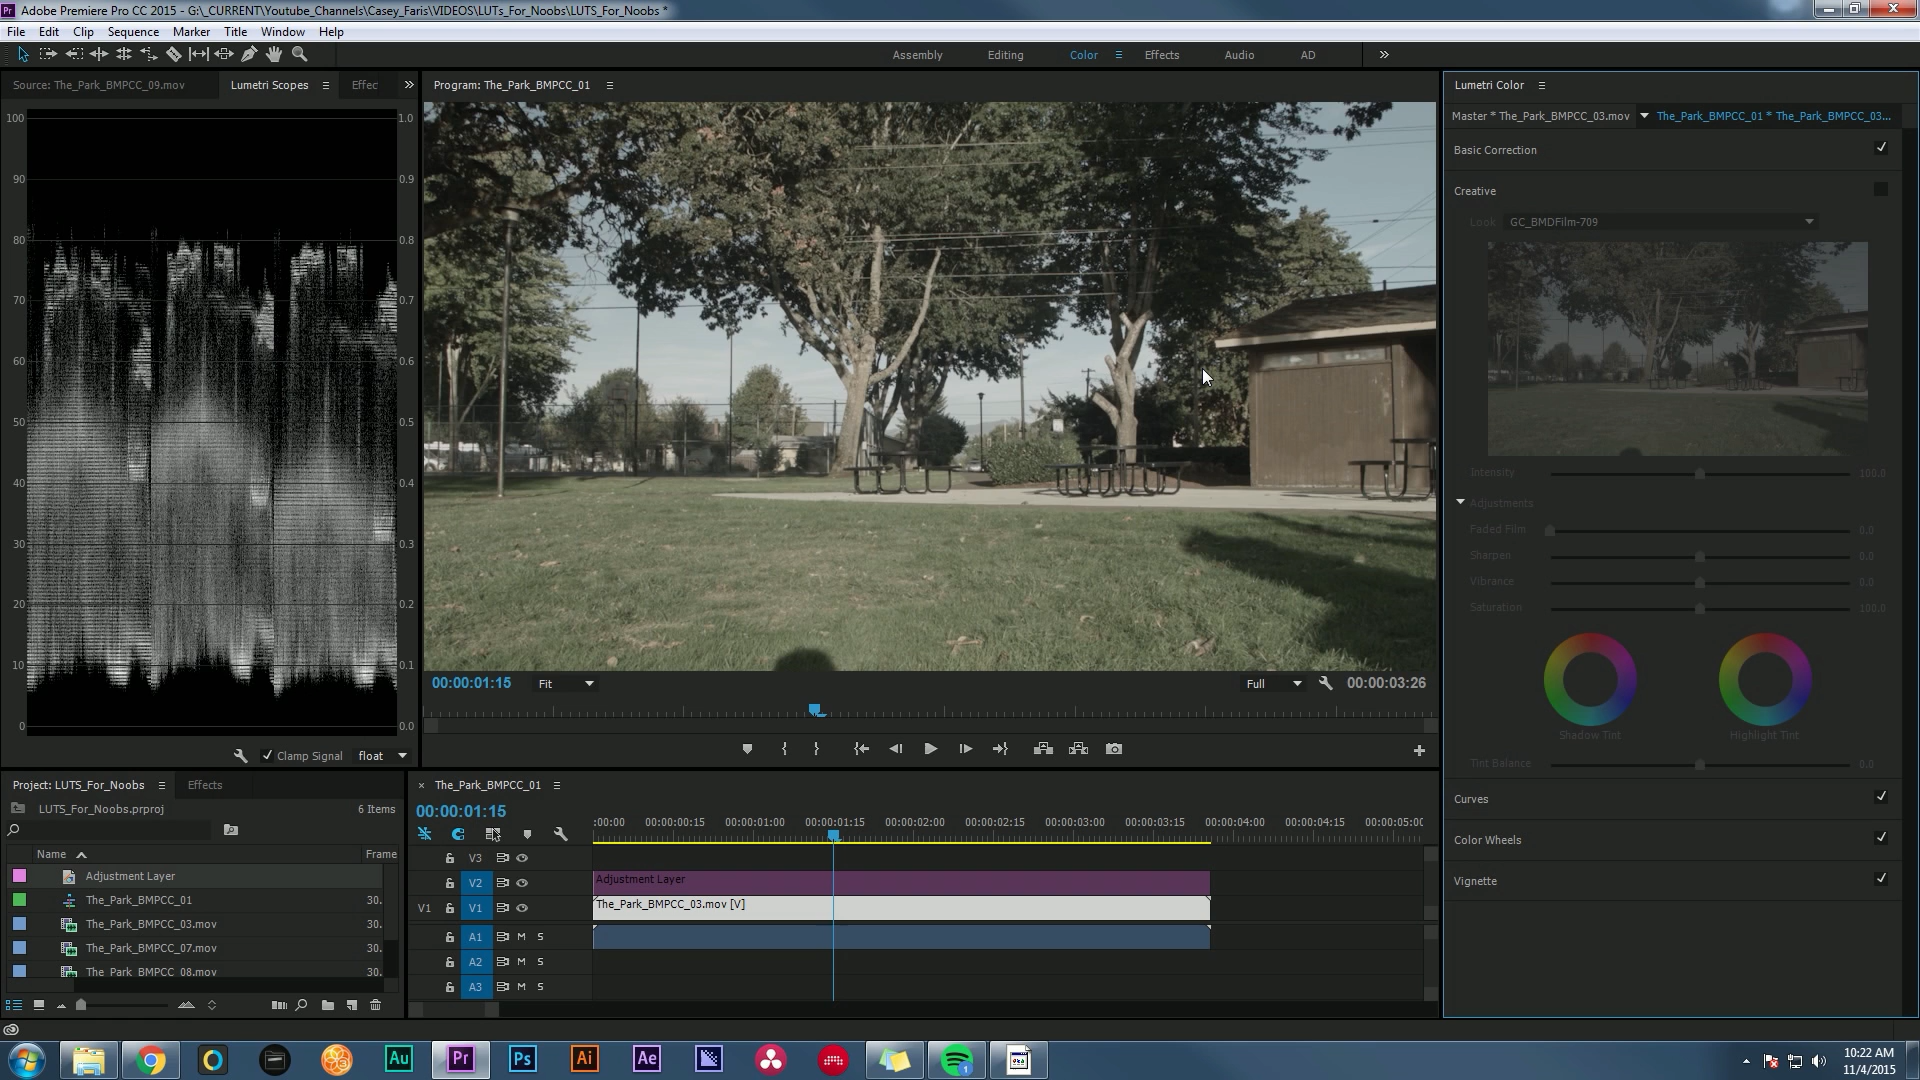 Adobe Premiere Pro CC 2015 - G:\_CURRENT\Youtube_Channels\Casey_Faris\VIDEOS\LUTs_For_Noobs\LUTS_For_Noobs *
File Edit Clip Sequence Marker Title Window Help
Assembly Editing Color Effects Audio AD
Source: The_Park_BMPCC_09.mov Lumetri Scopes Effec
100 1.0
90 0.9
80 0.8
70 0.7
60 0.6
50 0.5
40 0.4
30 0.3
20 0.2
10 0.1
0 0.0
Clamp Signal float
Program: The_Park_BMPCC_01
00:00:01:15 Fit Full 00:00:03:26
Lumetri Color
Master * The_Park_BMPCC_03.mov The_Park_BMPCC_01 * The_Park_BMPCC_03...
Basic Correction
Creative
Look GC_BMDFilm-709
Intensity 100.0
Adjustments
Faded Film 0.0
Sharpen 0.0
Vibrance 0.0
Saturation 100.0
Shadow Tint Highlight Tint
Tint Balance 0.0
Curves
Color Wheels
Vignette
Project: LUTS_For_Noobs Effects
LUTS_For_Noobs.prproj 6 Items
Name Frame
Adjustment Layer
The_Park_BMPCC_01 30.
The_Park_BMPCC_03.mov 30.
The_Park_BMPCC_07.mov 30.
The_Park_BMPCC_08.mov 30.
× The_Park_BMPCC_01
00:00:01:15
:00:00 00:00:00:15 00:00:01:00 00:00:01:15 00:00:02:00 00:00:02:15 00:00:03:00 00:00:03:15 00:00:04:00 00:00:04:15 00:00:05:00
V3
V2 Adjustment Layer
V1 V1 The_Park_BMPCC_03.mov [V]
A1 M S
A2 M S
A3 M S
Au Pr Ps Ai Ae 1
10:22 AM
11/4/2015